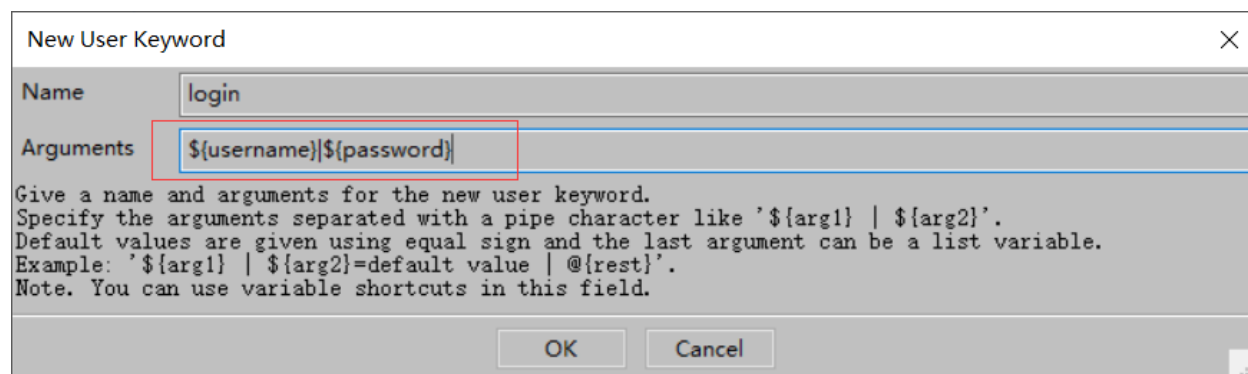 New User Keyword
Name login
Arguments ${username}|${password}
Give a name and arguments for the new user keyword.
Specify the arguments separated with a pipe character like '${arg1} | ${arg2}'.
Default values are given using equal sign and the last argument can be a list variable.
Example: '${arg1} | ${arg2}=default value | @{rest}'.
Note. You can use variable shortcuts in this field.
OK Cancel